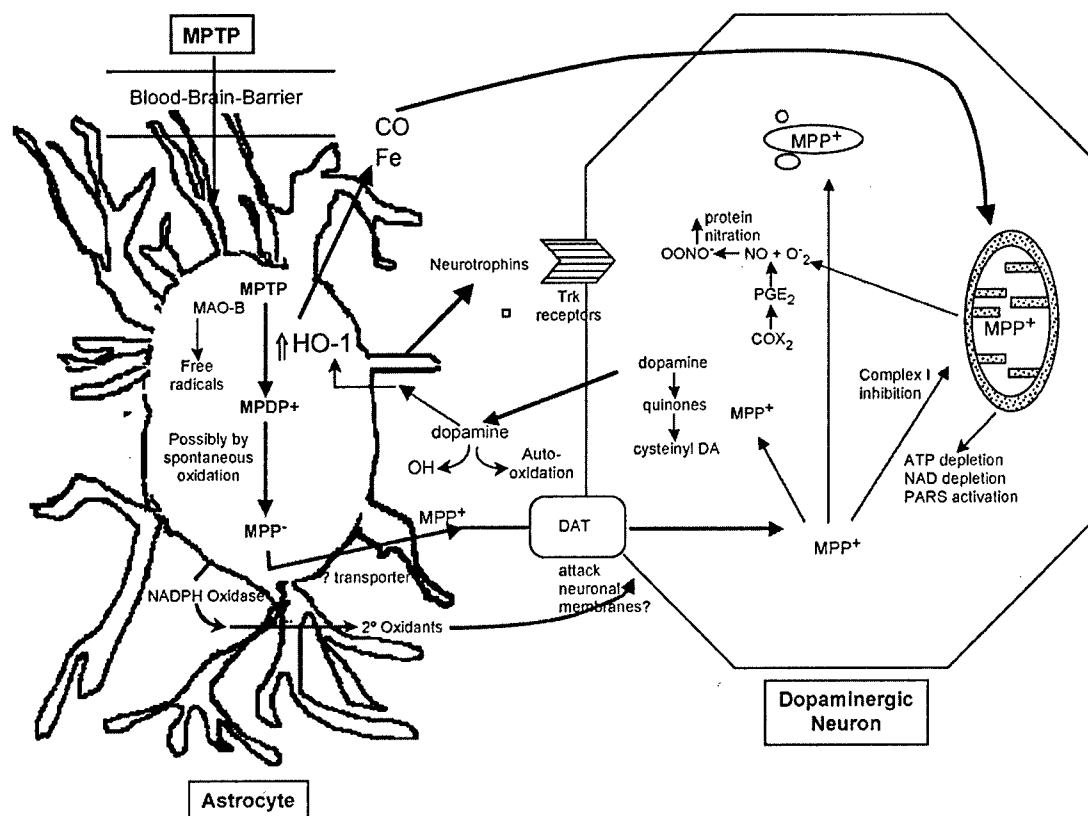 MPTP
Blood-Brain-Barrier
CO
Fe
MPTP
MAO-B
Free
radicals
⇑HO-1
MPDP+
Possibly by
spontaneous
oxidation
MPP-
NADPH Oxidase
? transporter
2º Oxidants
MPP+
Neurotrophins
Trk
receptors
dopamine
OH
Auto-
oxidation
DAT
attack
neuronal
membranes?
MPP+
protein
nitration
OONO-
NO + O-2
PGE2
COX2
dopamine
quinones
cysteinyl DA
MPP+
Complex I
inhibition
MPP+
ATP depletion
NAD depletion
PARS activation
MPP+
Dopaminergic
Neuron
Astrocyte